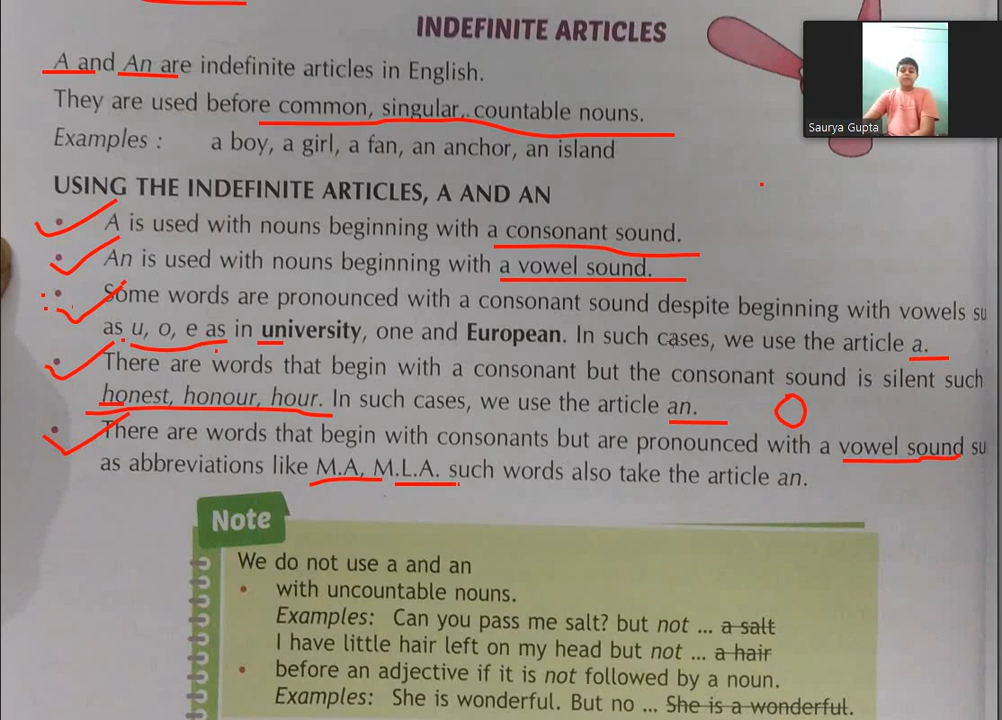 INDEFINITE ARTICLES
A and An are indefinite articles in English.
They are used before common, singular, countable nouns.
Saurya Gupta
Examples : a boy, a girl, a fan, an anchor, an island
USING THE INDEFINITE ARTICLES, A AND AN
• A is used with nouns beginning with a consonant sound.
• An is used with nouns beginning with a vowel sound.
• Some words are pronounced with a consonant sound despite beginning with vowels su
as u, o, e as in university, one and European. In such cases, we use the article a.
• There are words that begin with a consonant but the consonant sound is silent such
honest, honour, hour. In such cases, we use the article an.
• There are words that begin with consonants but are pronounced with a vowel sound su
as abbreviations like M.A, M.L.A. such words also take the article an.
Note
We do not use a and an
• with uncountable nouns.
Examples: Can you pass me salt? but not ... a salt
I have little hair left on my head but not ... a hair
• before an adjective if it is not followed by a noun.
Examples: She is wonderful. But no ... She is a wonderful.